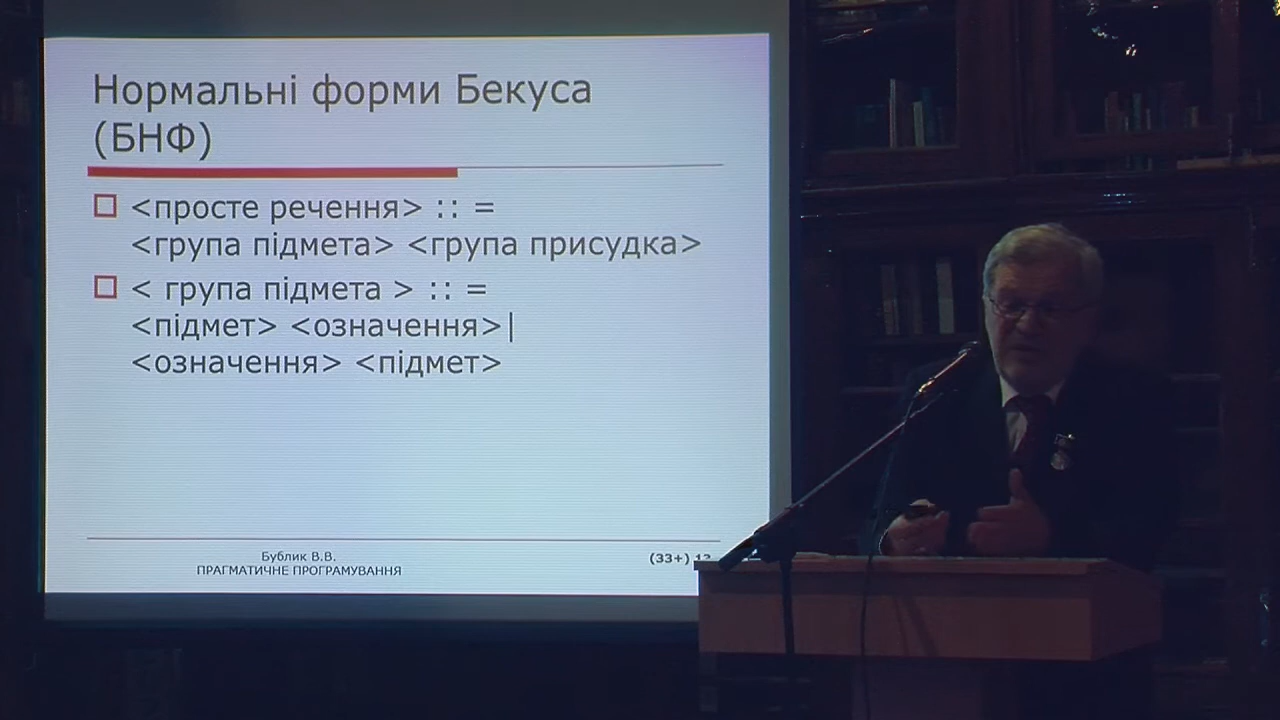 Нормальні форми Бекуса
(БНФ)
<просте речення> :: =
<група підмета> <група присудка>
< група підмета > :: =
<підмет> <означення>|
<означення> <підмет>
Бублик В.В.
ПРАГМАТИЧНЕ ПРОГРАМУВАННЯ
(33+) 12